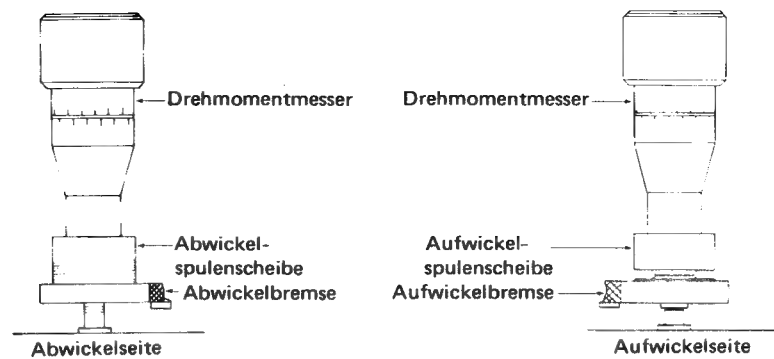 Drehmomentmesser
Abwickel-
spulenscheibe
Abwickelbremse
Abwickelseite
Drehmomentmesser
Aufwickel-
spulenscheibe
Aufwickelbremse
Aufwickelseite